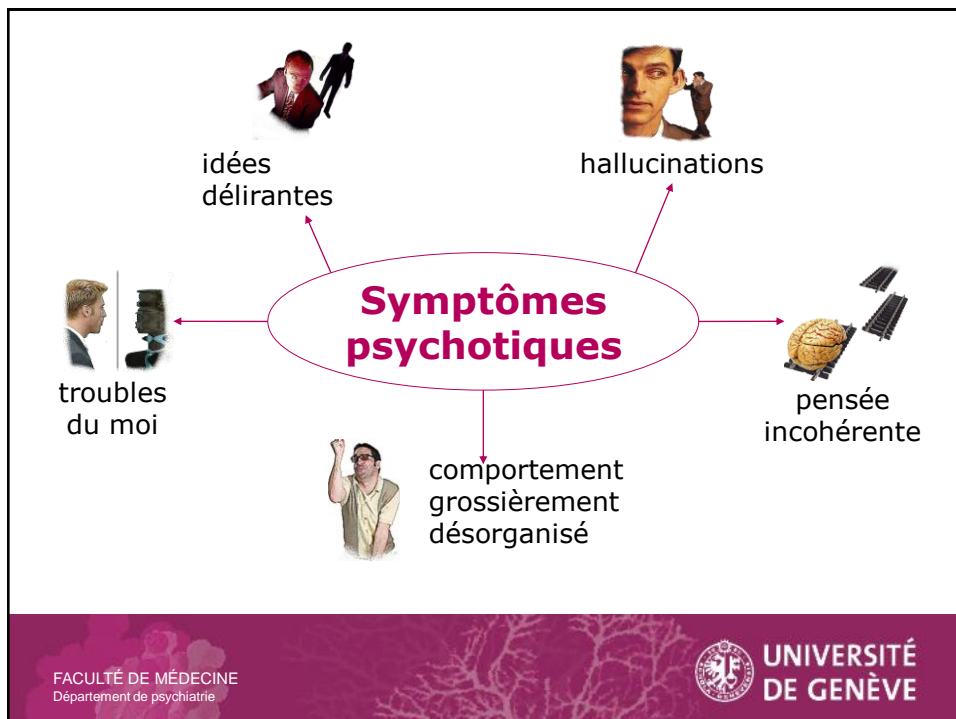 idées
délirantes
hallucinations
Symptômes
psychotiques
troubles
du moi
pensée
incohérente
comportement
grossièrement
désorganisé
FACULTÉ DE MÉDECINE
Département de psychiatrie
UNIVERSITÉ
DE GENÈVE